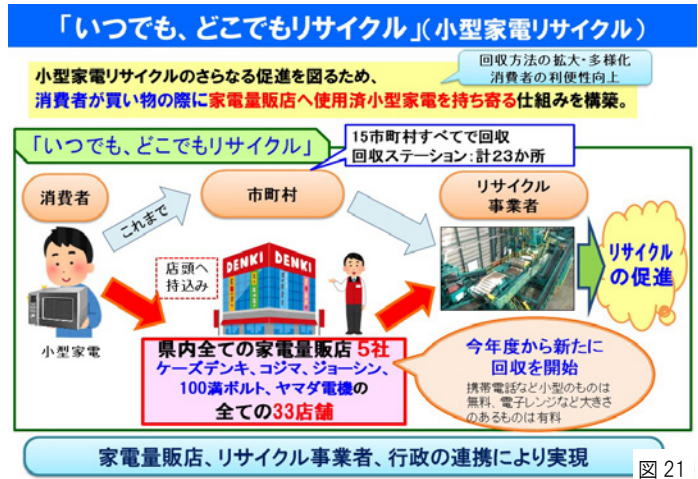 「いつでも、どこでもリサイクル」(小型家電リサイクル)
回収方法の拡大・多様化
消費者の利便性向上
小型家電リサイクルのさらなる促進を図るため、
消費者が買い物の際に家電量販店へ使用済小型家電を持ち寄る仕組みを構築。
「いつでも、どこでもリサイクル」
15市町村すべてで回収
回収ステーション:計23か所
消費者
これまで
市町村
リサイクル
事業者
店頭へ
持込み
DENKI DENKI
小型家電
リサイクル
の促進
県内全ての家電量販店 5社
ケーズデンキ、コジマ、ジョーシン、
100満ボルト、ヤマダ電機の
全ての33店舗
今年度から新たに
回収を開始
携帯電話など小型のものは
無料、電子レンジなど大きさ
のあるものは有料
家電量販店、リサイクル事業者、行政の連携により実現
図 21